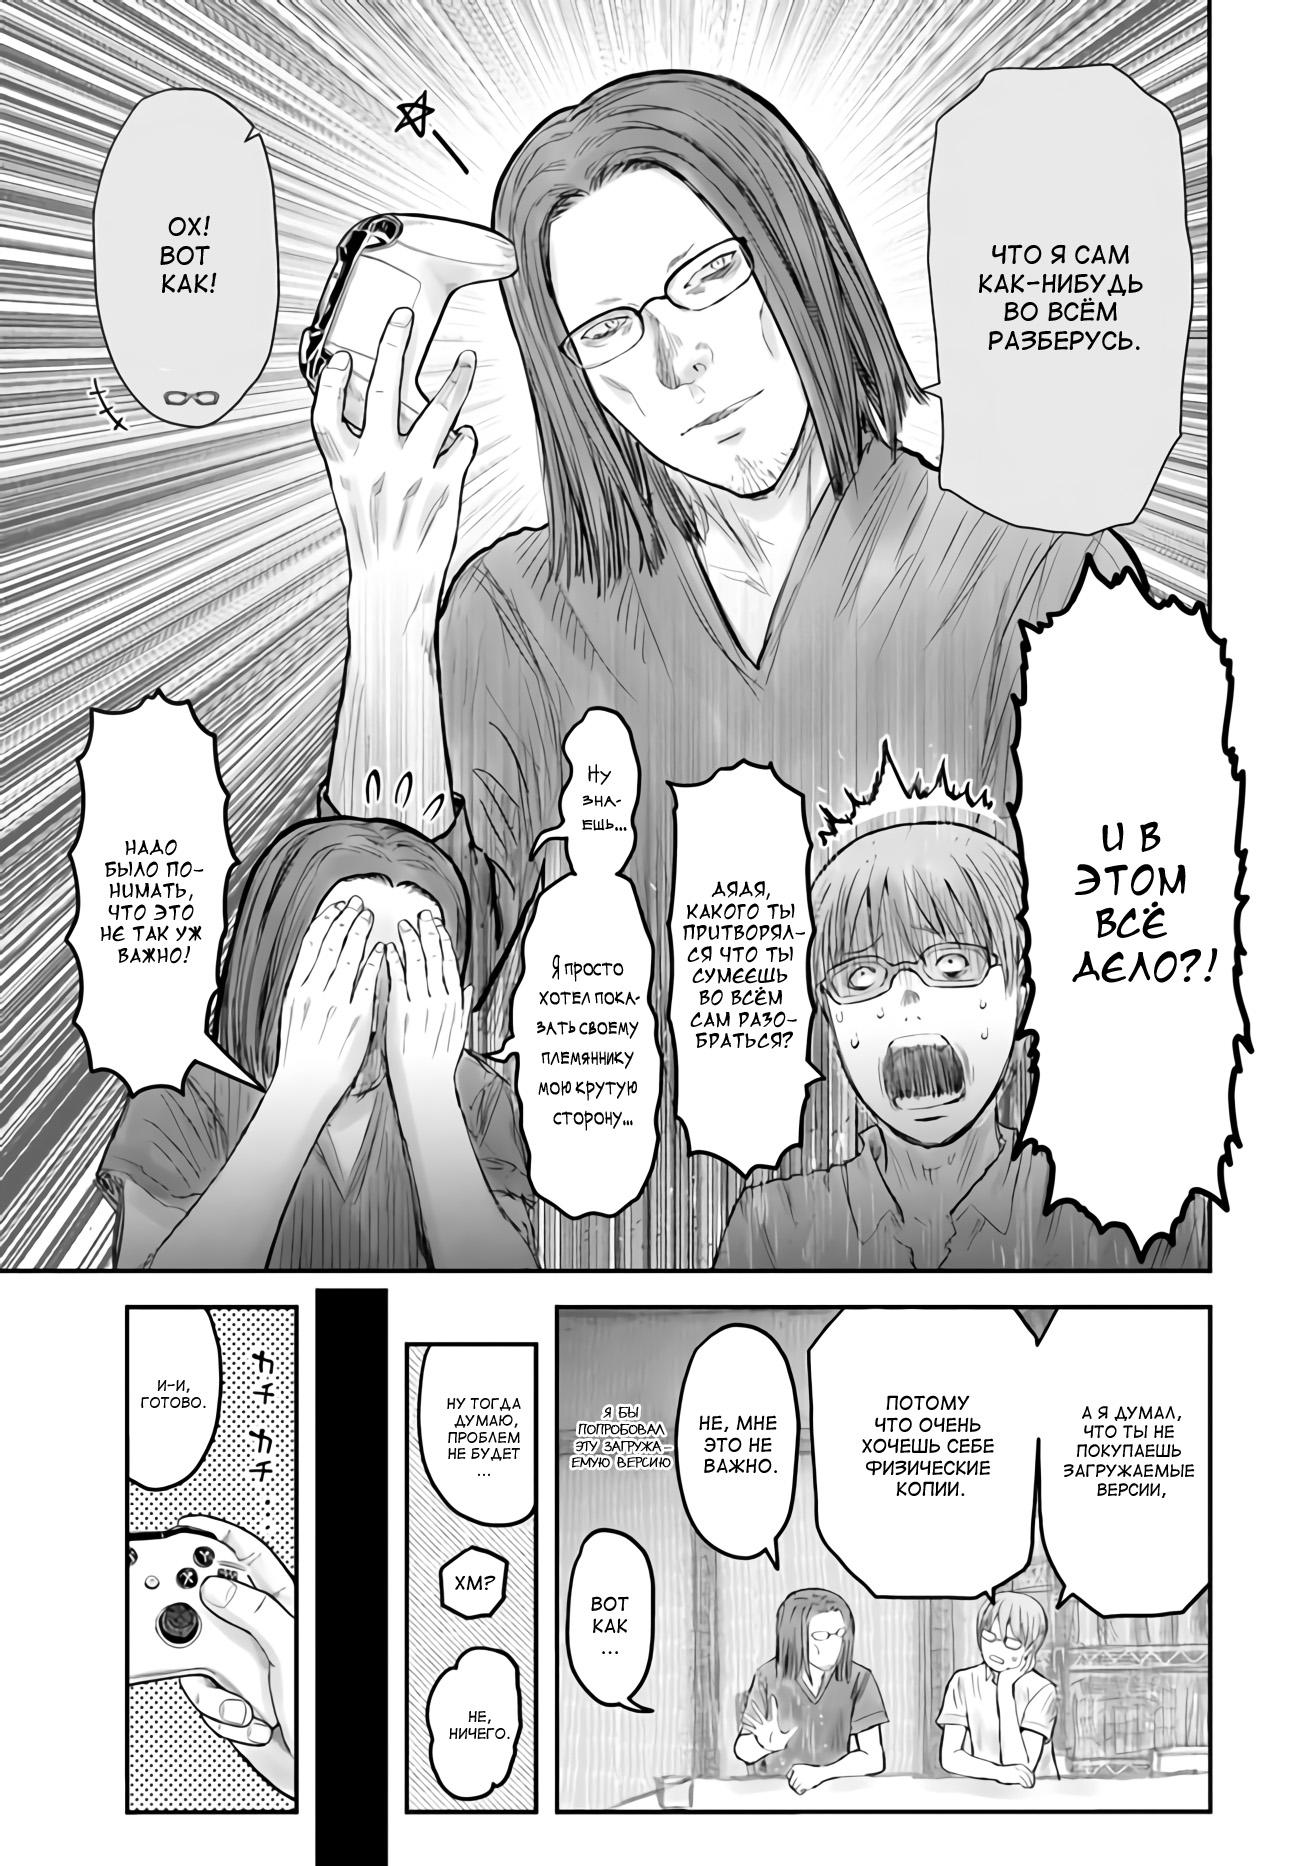 ЧТО Я САМ
КАК-НИБУДЬ
ВО ВСЁМ
РАЗБЕРУСЬ.
ОХ!
ВОТ
КАК!
И В
ЭТОМ
ВСЁ
ДЕЛО?!
ДЯДЯ,
КАКОГО ТЫ
ПРИТВОРЯЛ-
СЯ ЧТО ТЫ
СУМЕЕШЬ
ВО ВСЁМ
САМ РАЗО-
БРАТЬСЯ?
НУ
ЗНА-
ЕШЬ...
Я ПРОСТО
ХОТЕЛ ПОКА-
ЗАТЬ СВОЕМУ
ПЛЕМЯННИКУ
МОЮ КРУТУЮ
СТОРОНУ...
НАДО
БЫЛО ПО-
НИМАТЬ,
ЧТО ЭТО
НЕ ТАК УЖ
ВАЖНО!
А Я ДУМАЛ,
ЧТО ТЫ НЕ
ПОКУПАЕШЬ
ЗАГРУЖАЕМЫЕ
ВЕРСИИ,
ПОТОМУ
ЧТО ОЧЕНЬ
ХОЧЕШЬ СЕБЕ
ФИЗИЧЕСКИЕ
КОПИИ.
НЕ, МНЕ
ЭТО НЕ
ВАЖНО.
Я БЫ
ПОПРОБОВАЛ
ЭТУ ЗАГРУЖА-
ЕМУЮ ВЕРСИЮ
ВОТ
КАК
...
НУ ТОГДА
ДУМАЮ,
ПРОБЛЕМ
НЕ БУДЕТ
...
ХМ?
НЕ,
НИЧЕГО.
И-И,
ГОТОВО.
カチ
カチ
Y
X